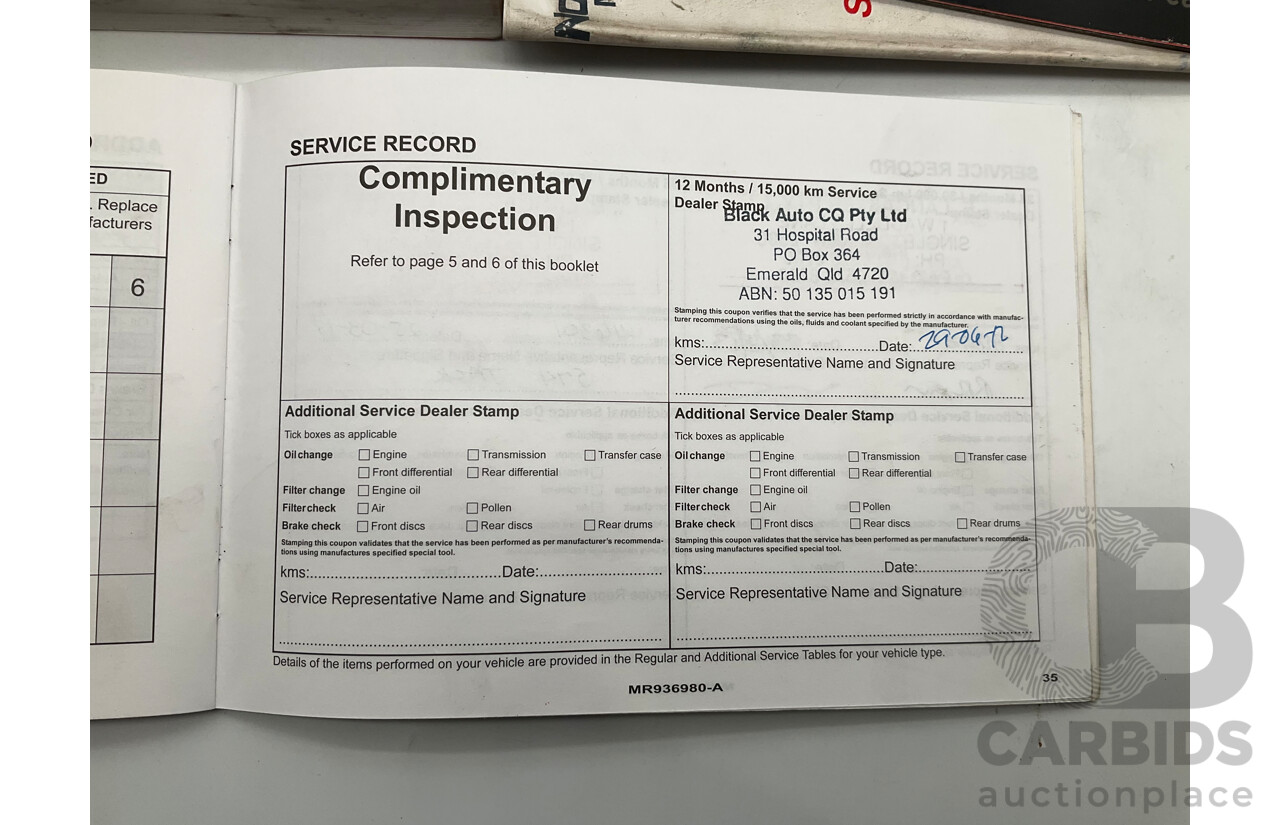 ED
. Replace
facturers
6
SERVICE RECORD
Complimentary
Inspection
Refer to page 5 and 6 of this booklet
12 Months / 15,000 km Service
Dealer Stamp
Black Auto CQ Pty Ltd
31 Hospital Road
PO Box 364
Emerald Qld 4720
ABN: 50 135 015 191
Stamping this coupon verifies that the service has been performed strictly in accordance with manufac-
turer recommendations using the oils, fluids and coolant specified by the manufacturer.
kms:..............................Date: 29-06-12
Service Representative Name and Signature
Additional Service Dealer Stamp
Tick boxes as applicable
Oil change Engine Transmission Transfer case
Front differential Rear differential
Filter change Engine oil
Filter check Air Pollen
Brake check Front discs Rear discs Rear drums
Stamping this coupon validates that the service has been performed as per manufacturer's recommenda-
tions using manufactures specified special tool.
kms:..............................Date:..............................
Service Representative Name and Signature
Additional Service Dealer Stamp
Tick boxes as applicable
Oil change Engine Transmission Transfer case
Front differential Rear differential
Filter change Engine oil
Filter check Air Pollen
Brake check Front discs Rear discs Rear drums
Stamping this coupon validates that the service has been performed as per manufacturer's recommenda-
tions using manufactures specified special tool.
kms:..............................Date:..............................
Service Representative Name and Signature
Details of the items performed on your vehicle are provided in the Regular and Additional Service Tables for your vehicle type.
MR936980-A
35
CARBIDS
auctionplace